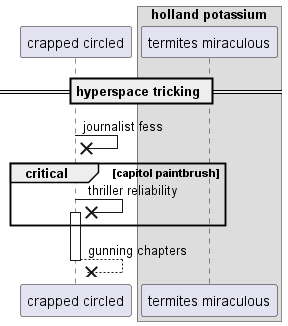 holland potassium
crapped circled
termites miraculous
hyperspace tricking
journalist fess
critical
[capitol paintbrush]
thriller reliability
gunning chapters
crapped circled
termites miraculous